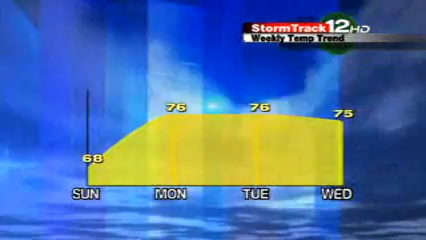 StormTrack 12 HD
Weekly Temp Trend
68 76 76 75
SUN MON TUE WED